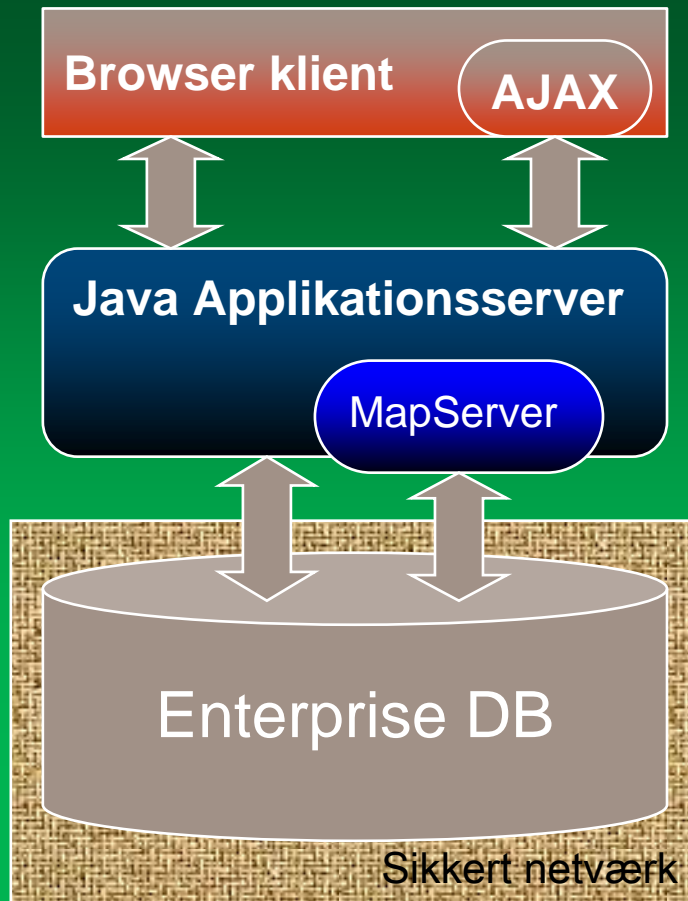 Browser klient
AJAX
Java Applikationsserver
MapServer
Enterprise DB
Sikkert netværk